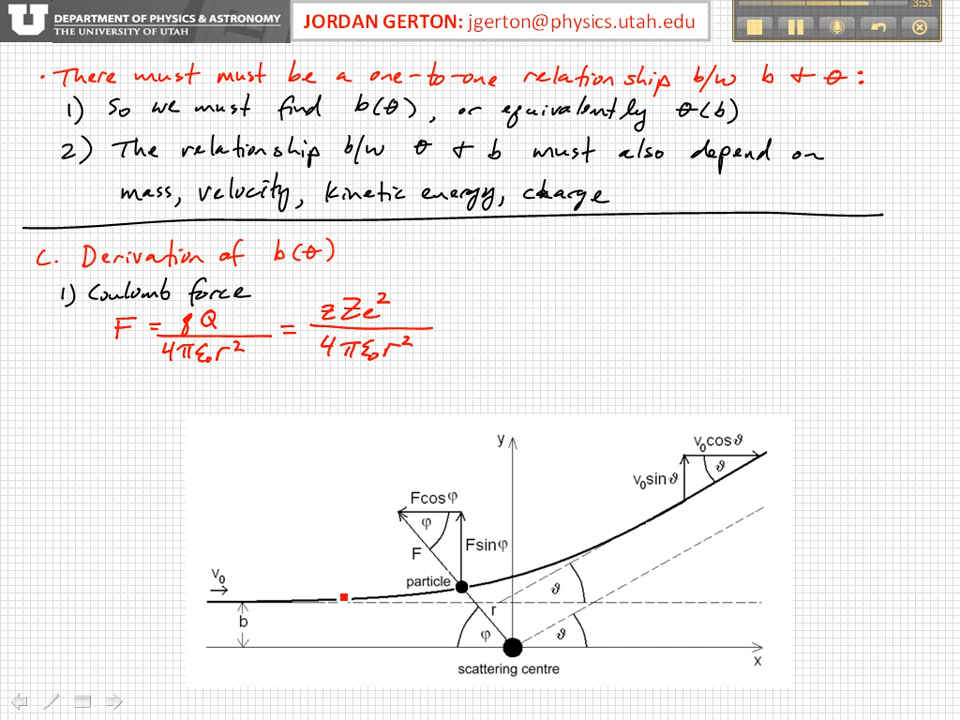 DEPARTMENT OF PHYSICS & ASTRONOMY
THE UNIVERSITY OF UTAH
JORDAN GERTON: jgerton@physics.utah.edu
3:51
· There must must be a one-to-one relationship b/w b + θ :
1) So we must find b(θ), or equivalently θ(b)
2) The relationship b/w θ + b must also depend on
mass, velocity, kinetic energy, charge
C. Derivation of b(θ)
1) Coulomb force
F = qQ / 4πε₀r² = zZe² / 4πε₀r²
y
v₀cosϑ
ϑ
v₀sinϑ
Fcosφ
φ
F
Fsinφ
v₀
particle
ϑ
b
r
φ
ϑ
x
scattering centre